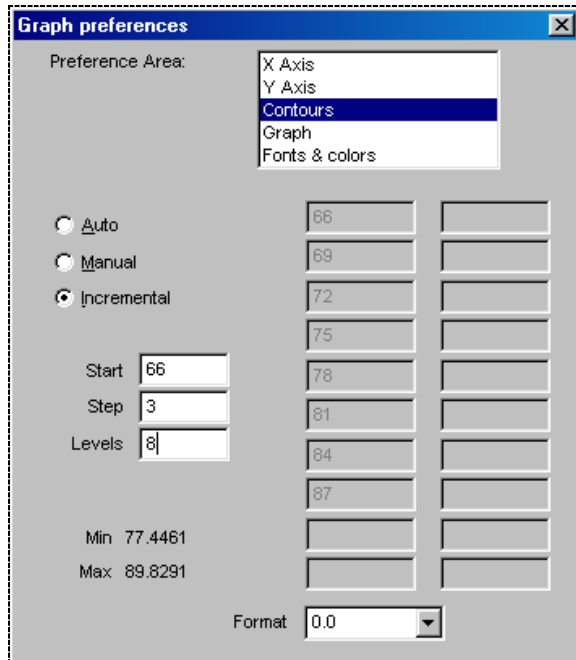 Graph preferences
Preference Area:
X Axis
Y Axis
Contours
Graph
Fonts & colors
Auto
Manual
Incremental
Start 66
Step 3
Levels 8
Min 77.4461
Max 89.8291
66
69
72
75
78
81
84
87
Format 0.0